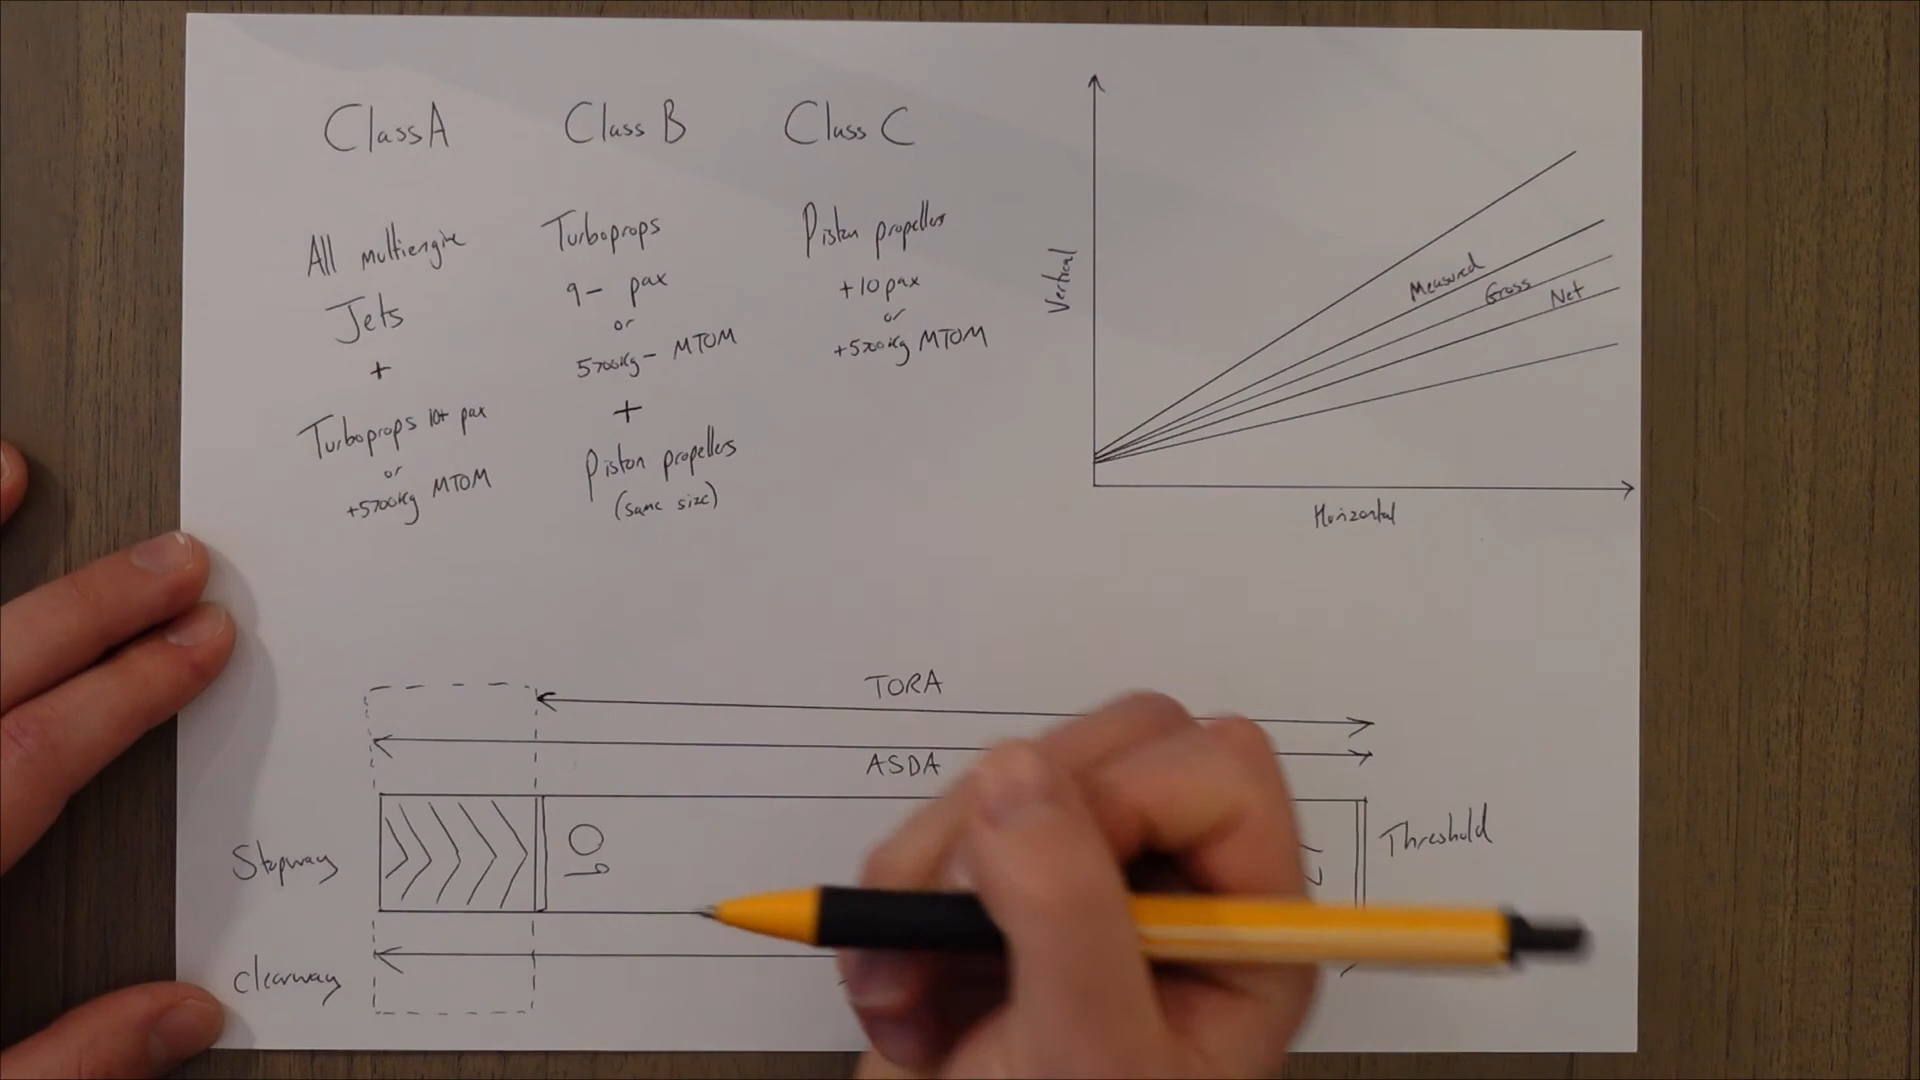 Class A
All multiengine
Jets
+
Turboprops 10+ pax
or
+5700kg MTOM
Class B
Turboprops
9- pax
or
5700kg- MTOM
+
Piston propellers
(same size)
Class C
Piston propellers
+10 pax
or
+5700kg MTOM
Vertical
Measured
Gross
Net
Horizontal
TORA
ASDA
Stopway
09
Threshold
Clearway